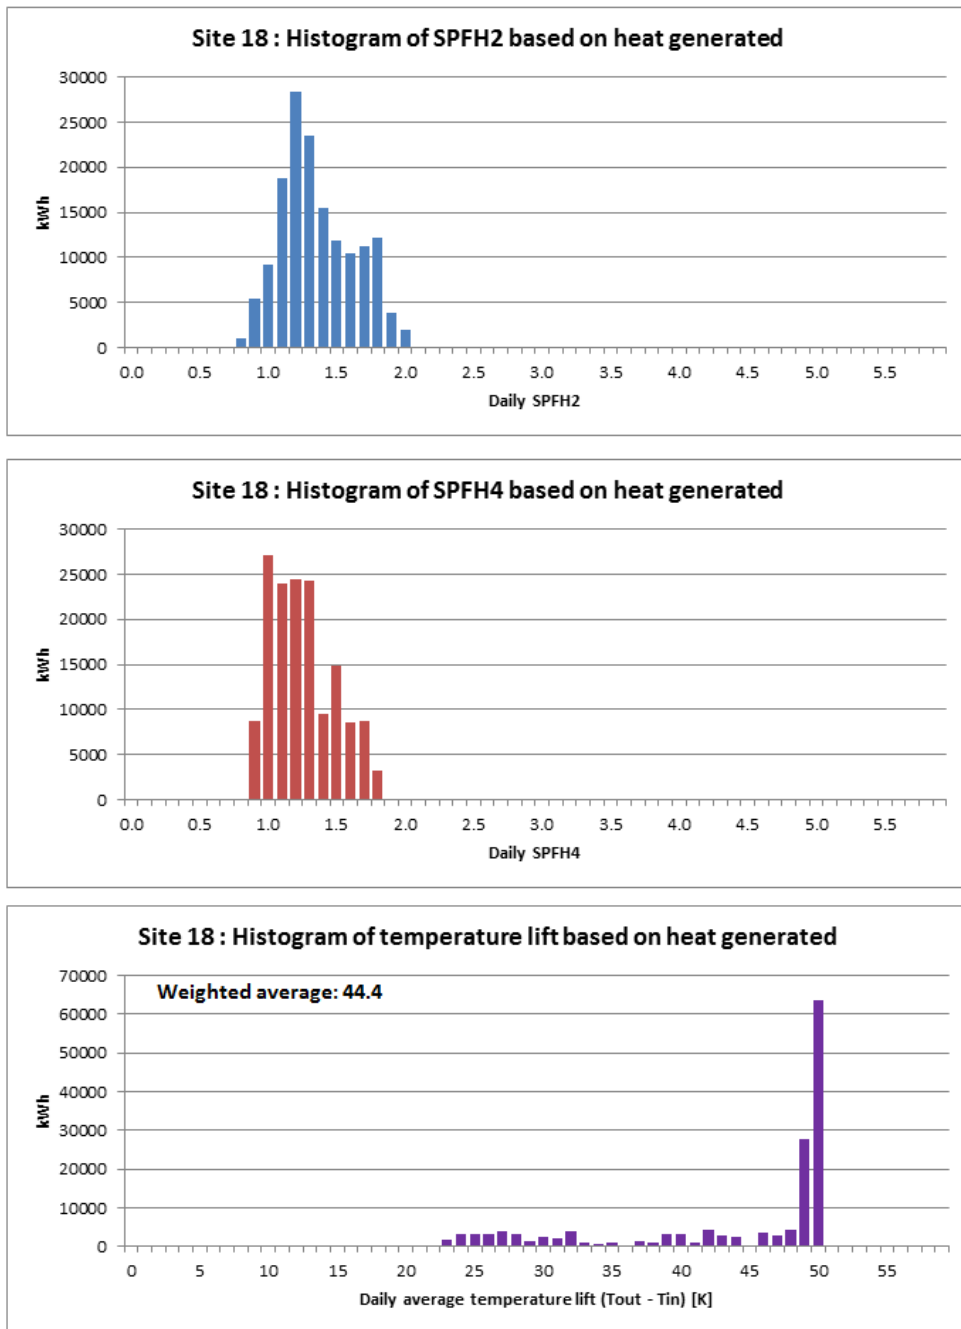 Site 18 : Histogram of SPFH2 based on heat generated
30000
25000
20000
15000
10000
5000
0
kWh
0.0 0.5 1.0 1.5 2.0 2.5 3.0 3.5 4.0 4.5 5.0 5.5
Daily SPFH2
Site 18 : Histogram of SPFH4 based on heat generated
30000
25000
20000
15000
10000
5000
0
kWh
0.0 0.5 1.0 1.5 2.0 2.5 3.0 3.5 4.0 4.5 5.0 5.5
Daily SPFH4
Site 18 : Histogram of temperature lift based on heat generated
Weighted average: 44.4
70000
60000
50000
40000
30000
20000
10000
0
kWh
0 5 10 15 20 25 30 35 40 45 50 55
Daily average temperature lift (Tout - Tin) [K]